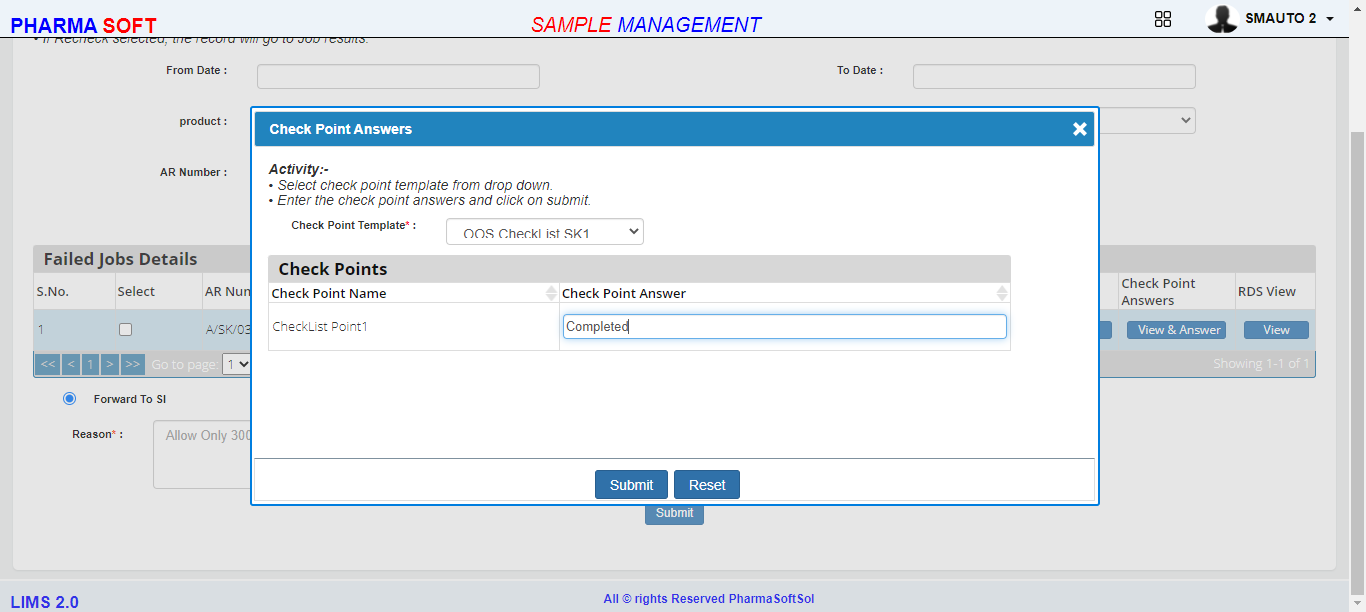 PHARMA SOFT
SAMPLE MANAGEMENT
SMAUTO 2
• If Recheck selected, the record will go to Job results.
From Date :
To Date :
product :
AR Number :
Check Point Answers
Activity:-
• Select check point template from drop down.
• Enter the check point answers and click on submit.
Check Point Template* :
OOS CheckList SK1
Check Points
Check Point Name
Check Point Answer
CheckList Point1
Completed
Submit
Reset
Failed Jobs Details
S.No.
Select
AR Num
Check Point Answers
RDS View
1
A/SK/03
View & Answer
View
<< < 1 > >> Go to page: 1
Showing 1-1 of 1
Forward To SI
Reason* :
Allow Only 300
Submit
LIMS 2.0
All © rights Reserved PharmaSoftSol